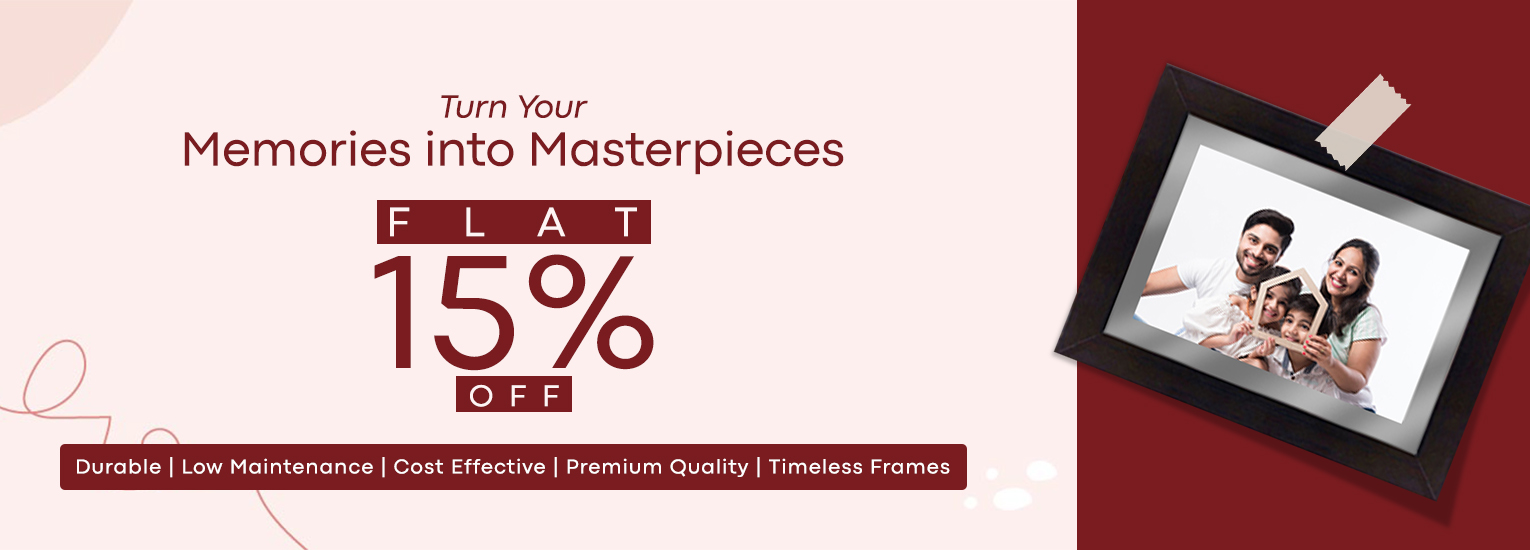 Turn Your
Memories into Masterpieces
FLAT
15%
OFF
Durable | Low Maintenance | Cost Effective | Premium Quality | Timeless Frames